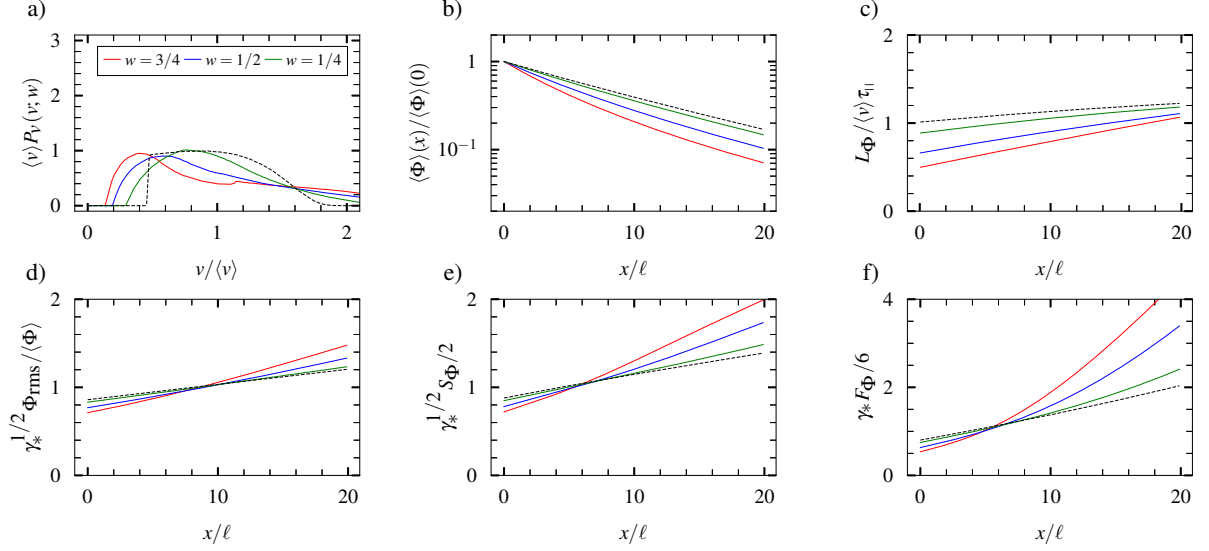 a)
3
2
1
0
⟨v⟩P_V(v;w)
w = 3/4 w = 1/2 w = 1/4
0 1 2
v/⟨v⟩
b)
1
10^{-1}
⟨Φ⟩(x)/⟨Φ⟩(0)
0 10 20
x/ℓ
c)
2
1
0
L_Φ/⟨v⟩τ_∥
0 10 20
x/ℓ
d)
2
1
0
γ_*^{1/2}Φ_rms/⟨Φ⟩
0 10 20
x/ℓ
e)
2
1
0
γ_*^{1/2}S_Φ/2
0 10 20
x/ℓ
f)
4
2
0
γ_*F_Φ/6
0 10 20
x/ℓ